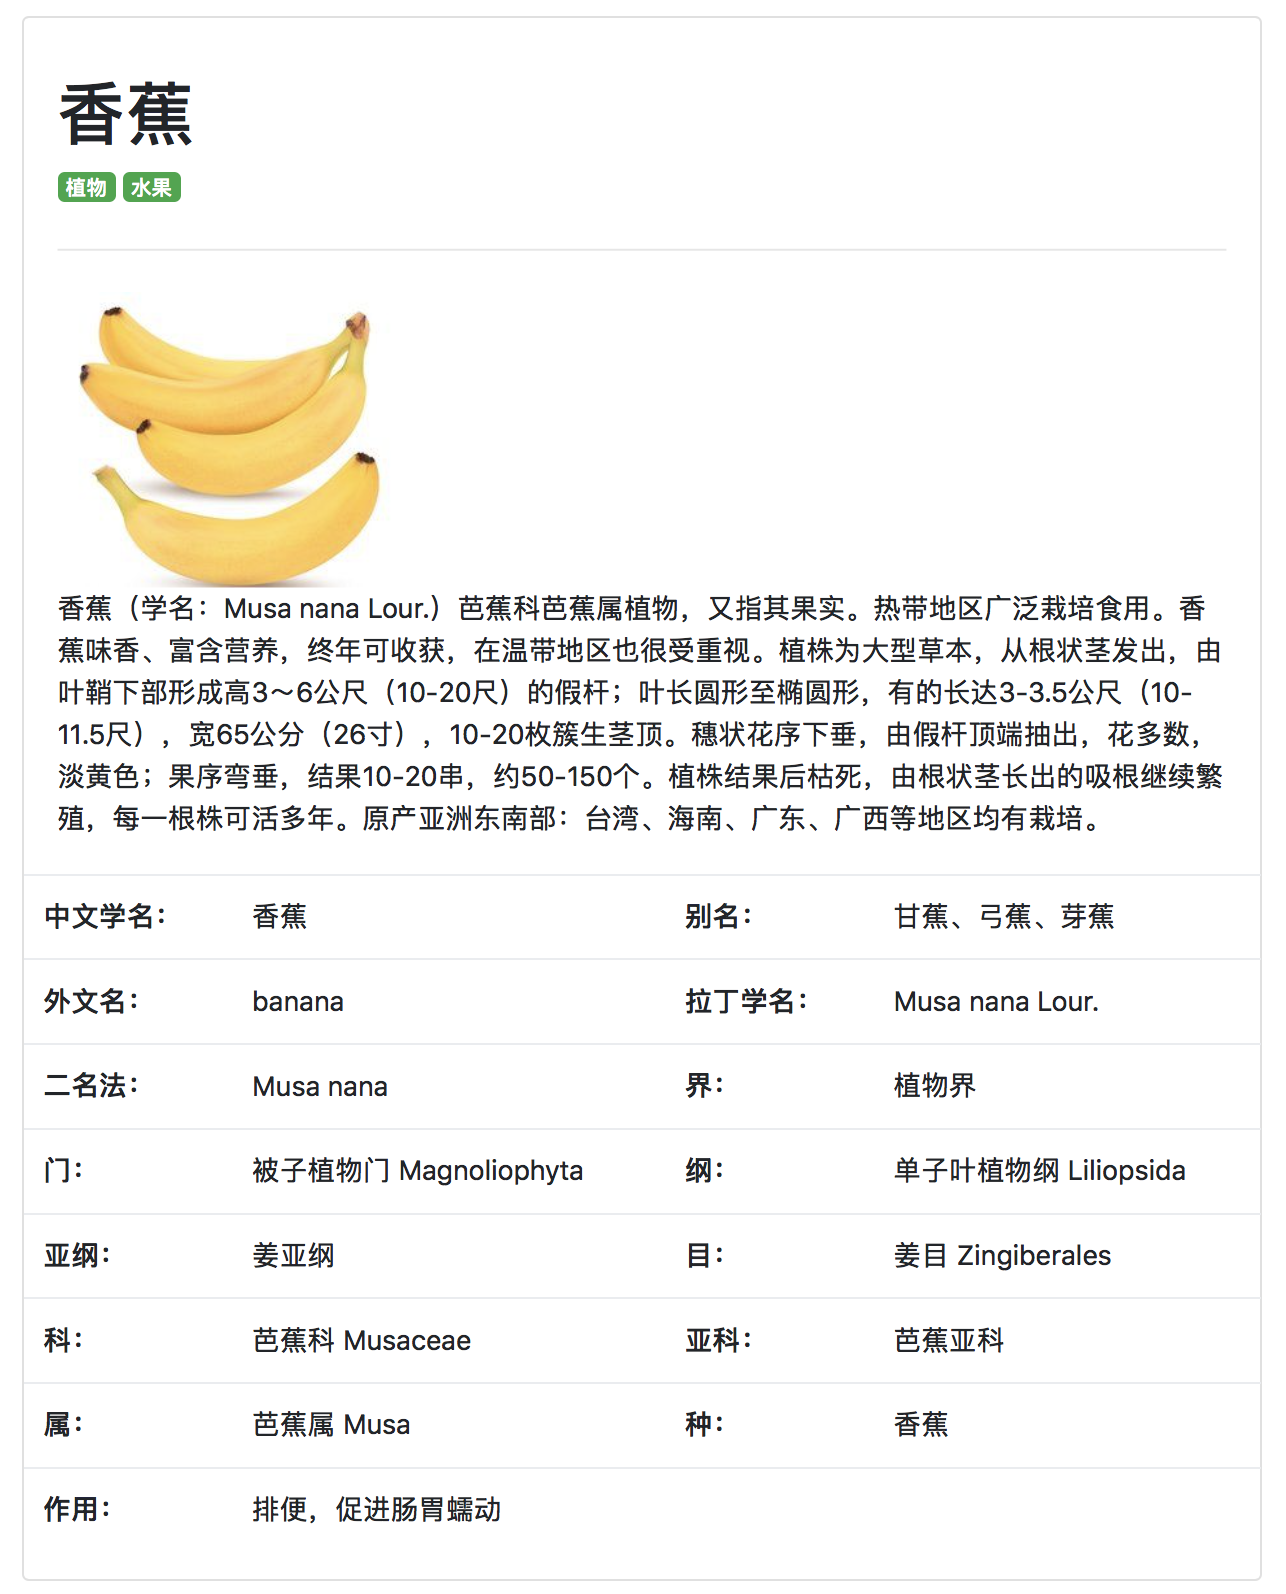 香蕉
植物 水果
香蕉（学名：Musa nana Lour.）芭蕉科芭蕉属植物，又指其果实。热带地区广泛栽培食用。香
蕉味香、富含营养，终年可收获，在温带地区也很受重视。植株为大型草本，从根状茎发出，由
叶鞘下部形成高3～6公尺（10-20尺）的假杆；叶长圆形至椭圆形，有的长达3-3.5公尺（10-
11.5尺），宽65公分（26寸），10-20枚簇生茎顶。穗状花序下垂，由假杆顶端抽出，花多数，
淡黄色；果序弯垂，结果10-20串，约50-150个。植株结果后枯死，由根状茎长出的吸根继续繁
殖，每一根株可活多年。原产亚洲东南部：台湾、海南、广东、广西等地区均有栽培。
中文学名： 香蕉 别名： 甘蕉、弓蕉、芽蕉
外文名： banana 拉丁学名： Musa nana Lour.
二名法： Musa nana 界： 植物界
门： 被子植物门 Magnoliophyta 纲： 单子叶植物纲 Liliopsida
亚纲： 姜亚纲 目： 姜目 Zingiberales
科： 芭蕉科 Musaceae 亚科： 芭蕉亚科
属： 芭蕉属 Musa 种： 香蕉
作用： 排便，促进肠胃蠕动